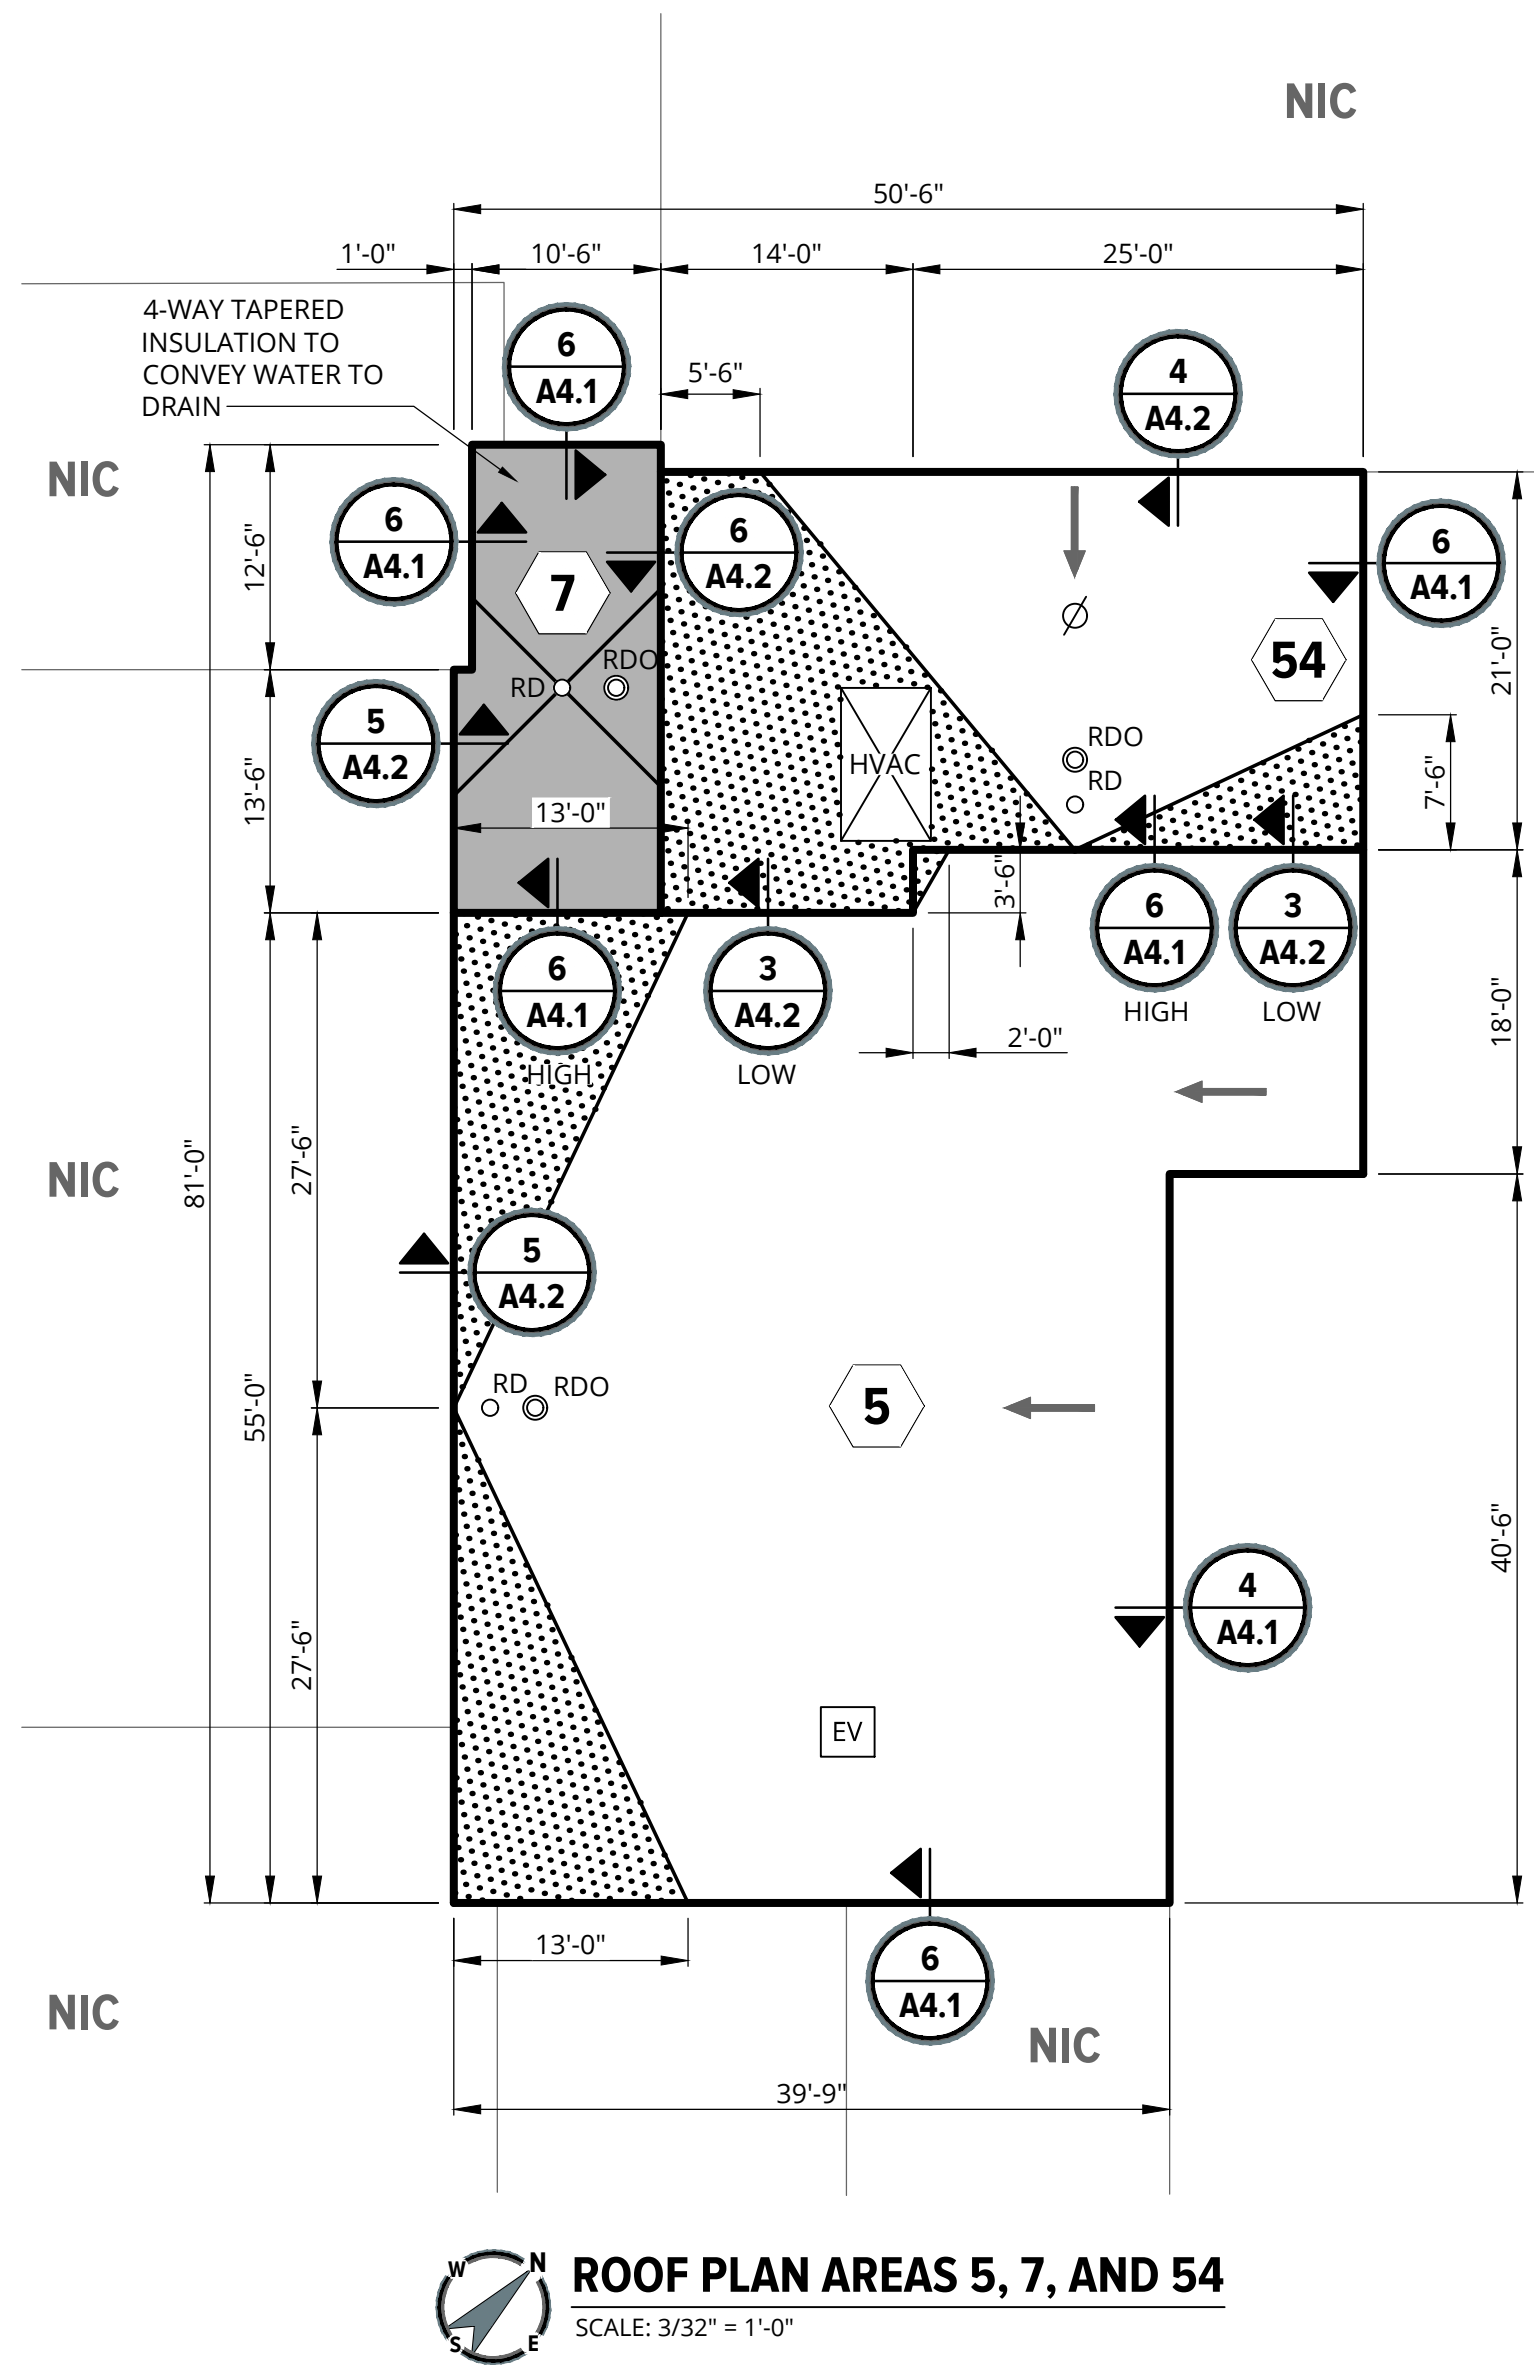 NIC
50'-6"
1'-0"
10'-6"
14'-0"
25'-0"
4-WAY TAPERED
INSULATION TO
CONVEY WATER TO
DRAIN
6
A4.1
5'-6"
4
A4.2
NIC
6
A4.1
6
A4.2
6
A4.1
12'-6"
7
54
21'-0"
RDO
RD
5
A4.2
HVAC
RDO
RD
7'-6"
13'-6"
13'-0"
3'-6"
6
A4.1
HIGH
3
A4.2
LOW
6
A4.1
HIGH
3
A4.2
LOW
18'-0"
2'-0"
NIC
81'-0"
27'-6"
5
A4.2
55'-0"
RD
RDO
5
40'-6"
4
A4.1
27'-6"
EV
13'-0"
6
A4.1
NIC
NIC
39'-9"
W
N
S
E
ROOF PLAN AREAS 5, 7, AND 54
SCALE: 3/32" = 1'-0"